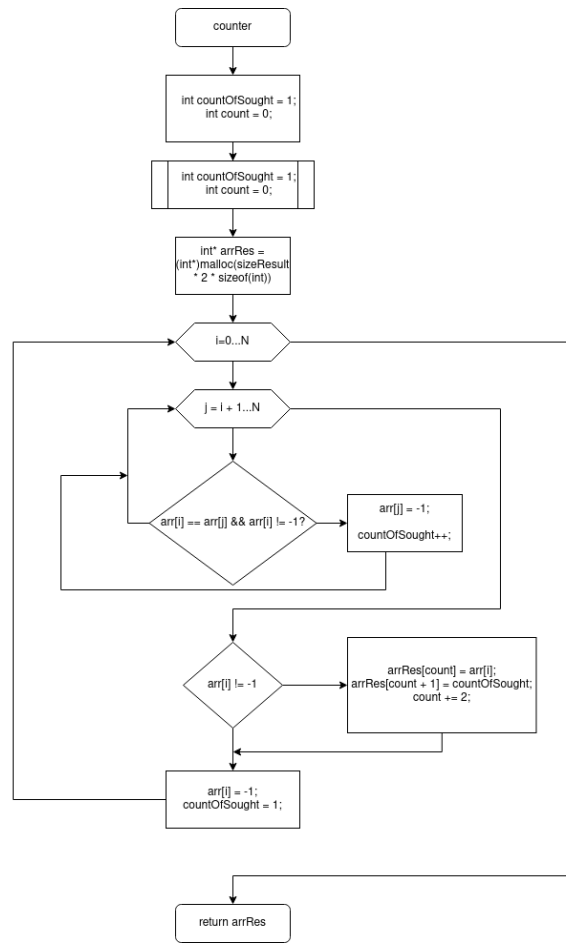 counter
int countOfSought = 1;
int count = 0;
int countOfSought = 1;
int count = 0;
int* arrRes =
(int*)malloc(sizeResult
* 2 * sizeof(int))
i=0...N
j = i + 1...N
arr[i] == arr[j] && arr[i] != -1?
arr[j] = -1;
countOfSought++;
arr[i] != -1
arrRes[count] = arr[i];
arrRes[count + 1] = countOfSought;
count += 2;
arr[i] = -1;
countOfSought = 1;
return arrRes